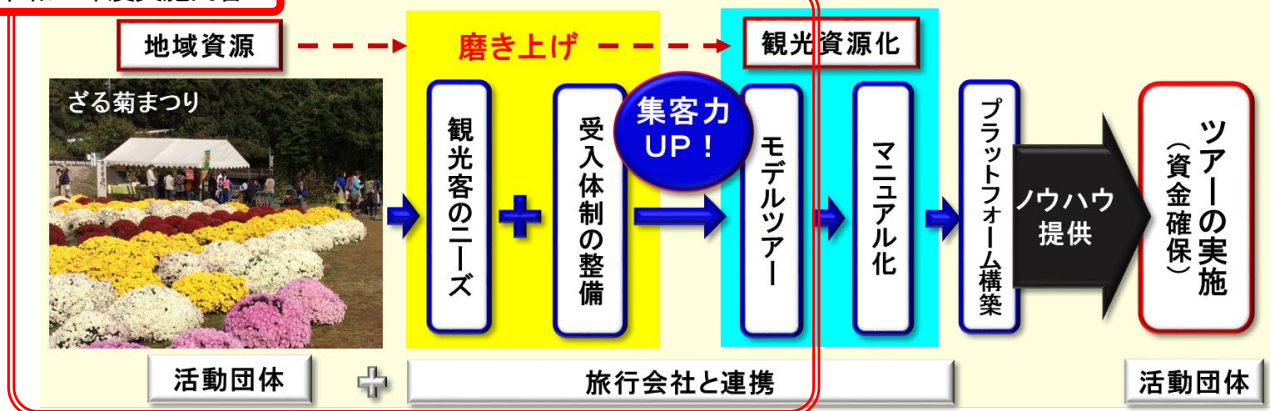 地域資源
磨き上げ
観光資源化
ざる菊まつり
観光客のニーズ
受入体制の整備
集客力
UP！
モデルツアー
マニュアル化
プラットフォーム構築
ノウハウ
提供
ツアーの実施
（資金確保）
活動団体
旅行会社と連携
活動団体